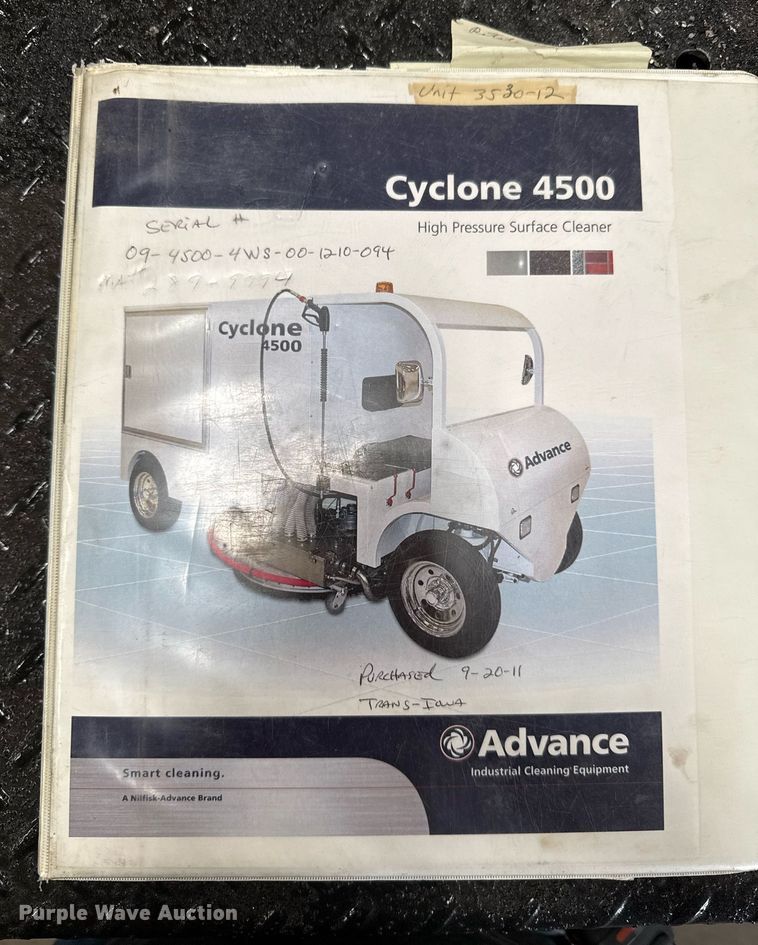 Unit 3530-12
Cyclone 4500
High Pressure Surface Cleaner
SERIAL #
09-4500-4WS-00-1210-094
Cyclone
4500
Advance
PURCHASED 9-20-11
TRANS-IOWA
Advance
Smart cleaning.
Industrial Cleaning Equipment
A Nilfisk-Advance Brand
Purple Wave Auction